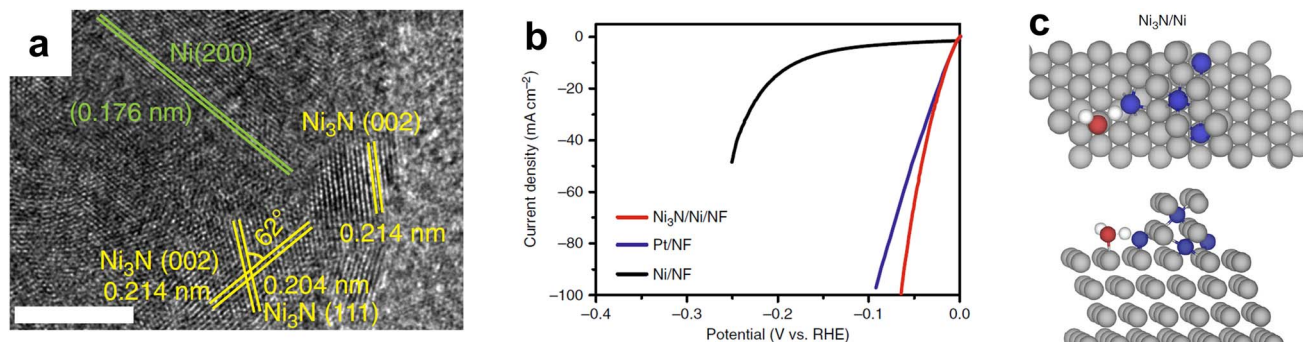 a
Ni(200)
(0.176 nm)
Ni₃N (002)
0.214 nm
62°
Ni₃N (002)
0.214 nm
0.204 nm
Ni₃N (111)
b
0
−20
−40
−60
−80
−100
Current density (mA cm⁻²)
Ni₃N/Ni/NF
Pt/NF
Ni/NF
−0.4
−0.3
−0.2
−0.1
0.0
Potential (V vs. RHE)
c
Ni₃N/Ni